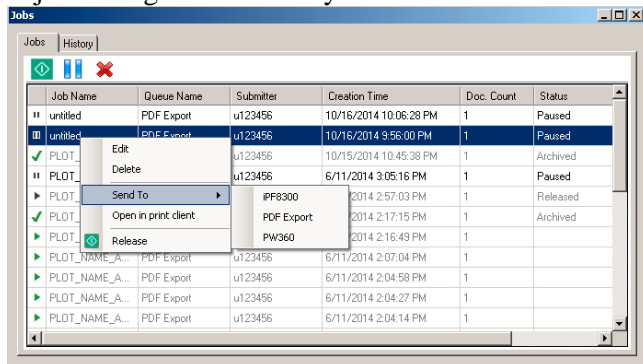 Jobs
Jobs History
Job Name Queue Name Submitter Creation Time Doc. Count Status
untitled PDF Export u123456 10/16/2014 10:06:28 PM 1 Paused
untitled PDF Export u123456 10/16/2014 9:56:00 PM 1 Paused
PLOT_ u123456 10/15/2014 10:45:38 PM 1 Archived
PLOT_ u123456 6/11/2014 3:05:16 PM 1 Paused
PLOT_ /2014 2:57:03 PM 1 Released
PLOT_ /2014 2:17:15 PM 1 Archived
PLOT_ /2014 2:16:49 PM 1
PLOT_NAME_A... PDF Export u123456 6/11/2014 2:07:04 PM 1
PLOT_NAME_A... PDF Export u123456 6/11/2014 2:04:58 PM 1
PLOT_NAME_A... PDF Export u123456 6/11/2014 2:04:27 PM 1
PLOT_NAME_A... PDF Export u123456 6/11/2014 2:04:14 PM 1
Edit
Delete
Send To
Open in print client
Release
iPF8300
PDF Export
PW360